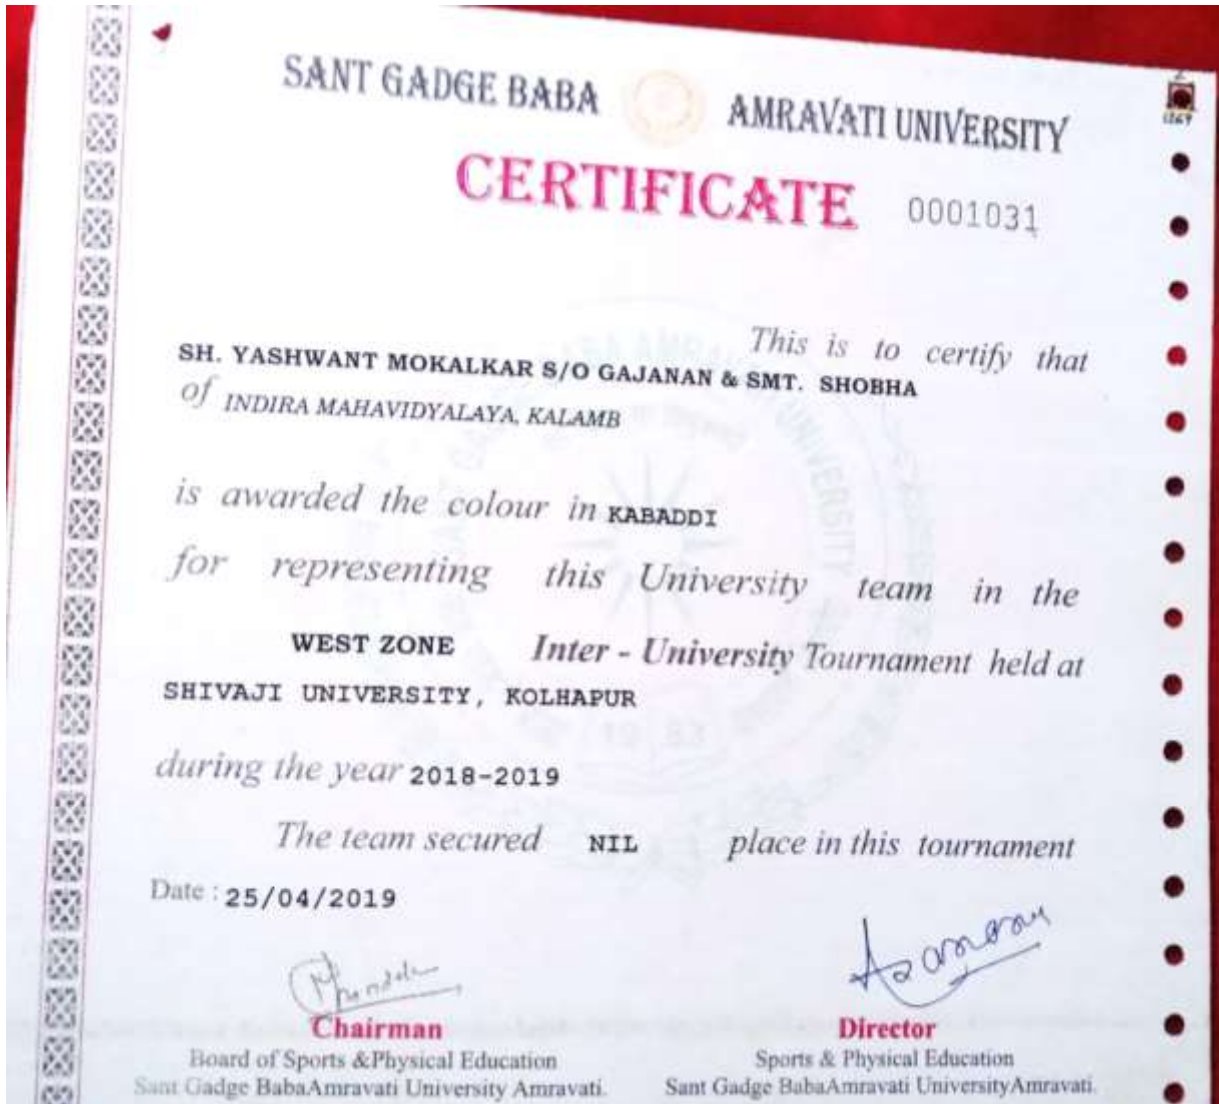 SANT GADGE BABA AMRAVATI UNIVERSITY
CERTIFICATE 0001031
This is to certify that
SH. YASHWANT MOKALKAR S/O GAJANAN & SMT. SHOBHA
of INDIRA MAHAVIDYALAYA, KALAMB
is awarded the colour in KABADDI
for representing this University team in the
WEST ZONE Inter - University Tournament held at
SHIVAJI UNIVERSITY, KOLHAPUR
during the year 2018-2019
The team secured NIL place in this tournament
Date : 25/04/2019
Chairman
Board of Sports &Physical Education
Sant Gadge BabaAmravati University Amravati.
Director
Sports & Physical Education
Sant Gadge BabaAmravati UniversityAmravati.